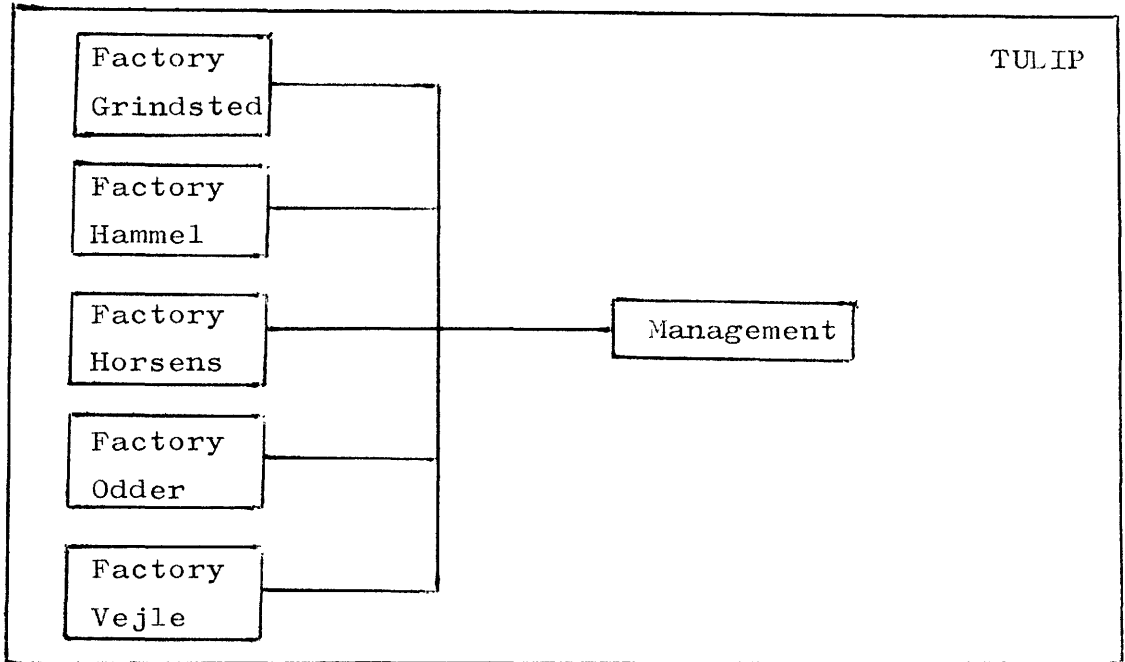 TULIP
Factory
Grindsted
Factory
Hammel
Factory
Horsens
Management
Factory
Odder
Factory
Vejle